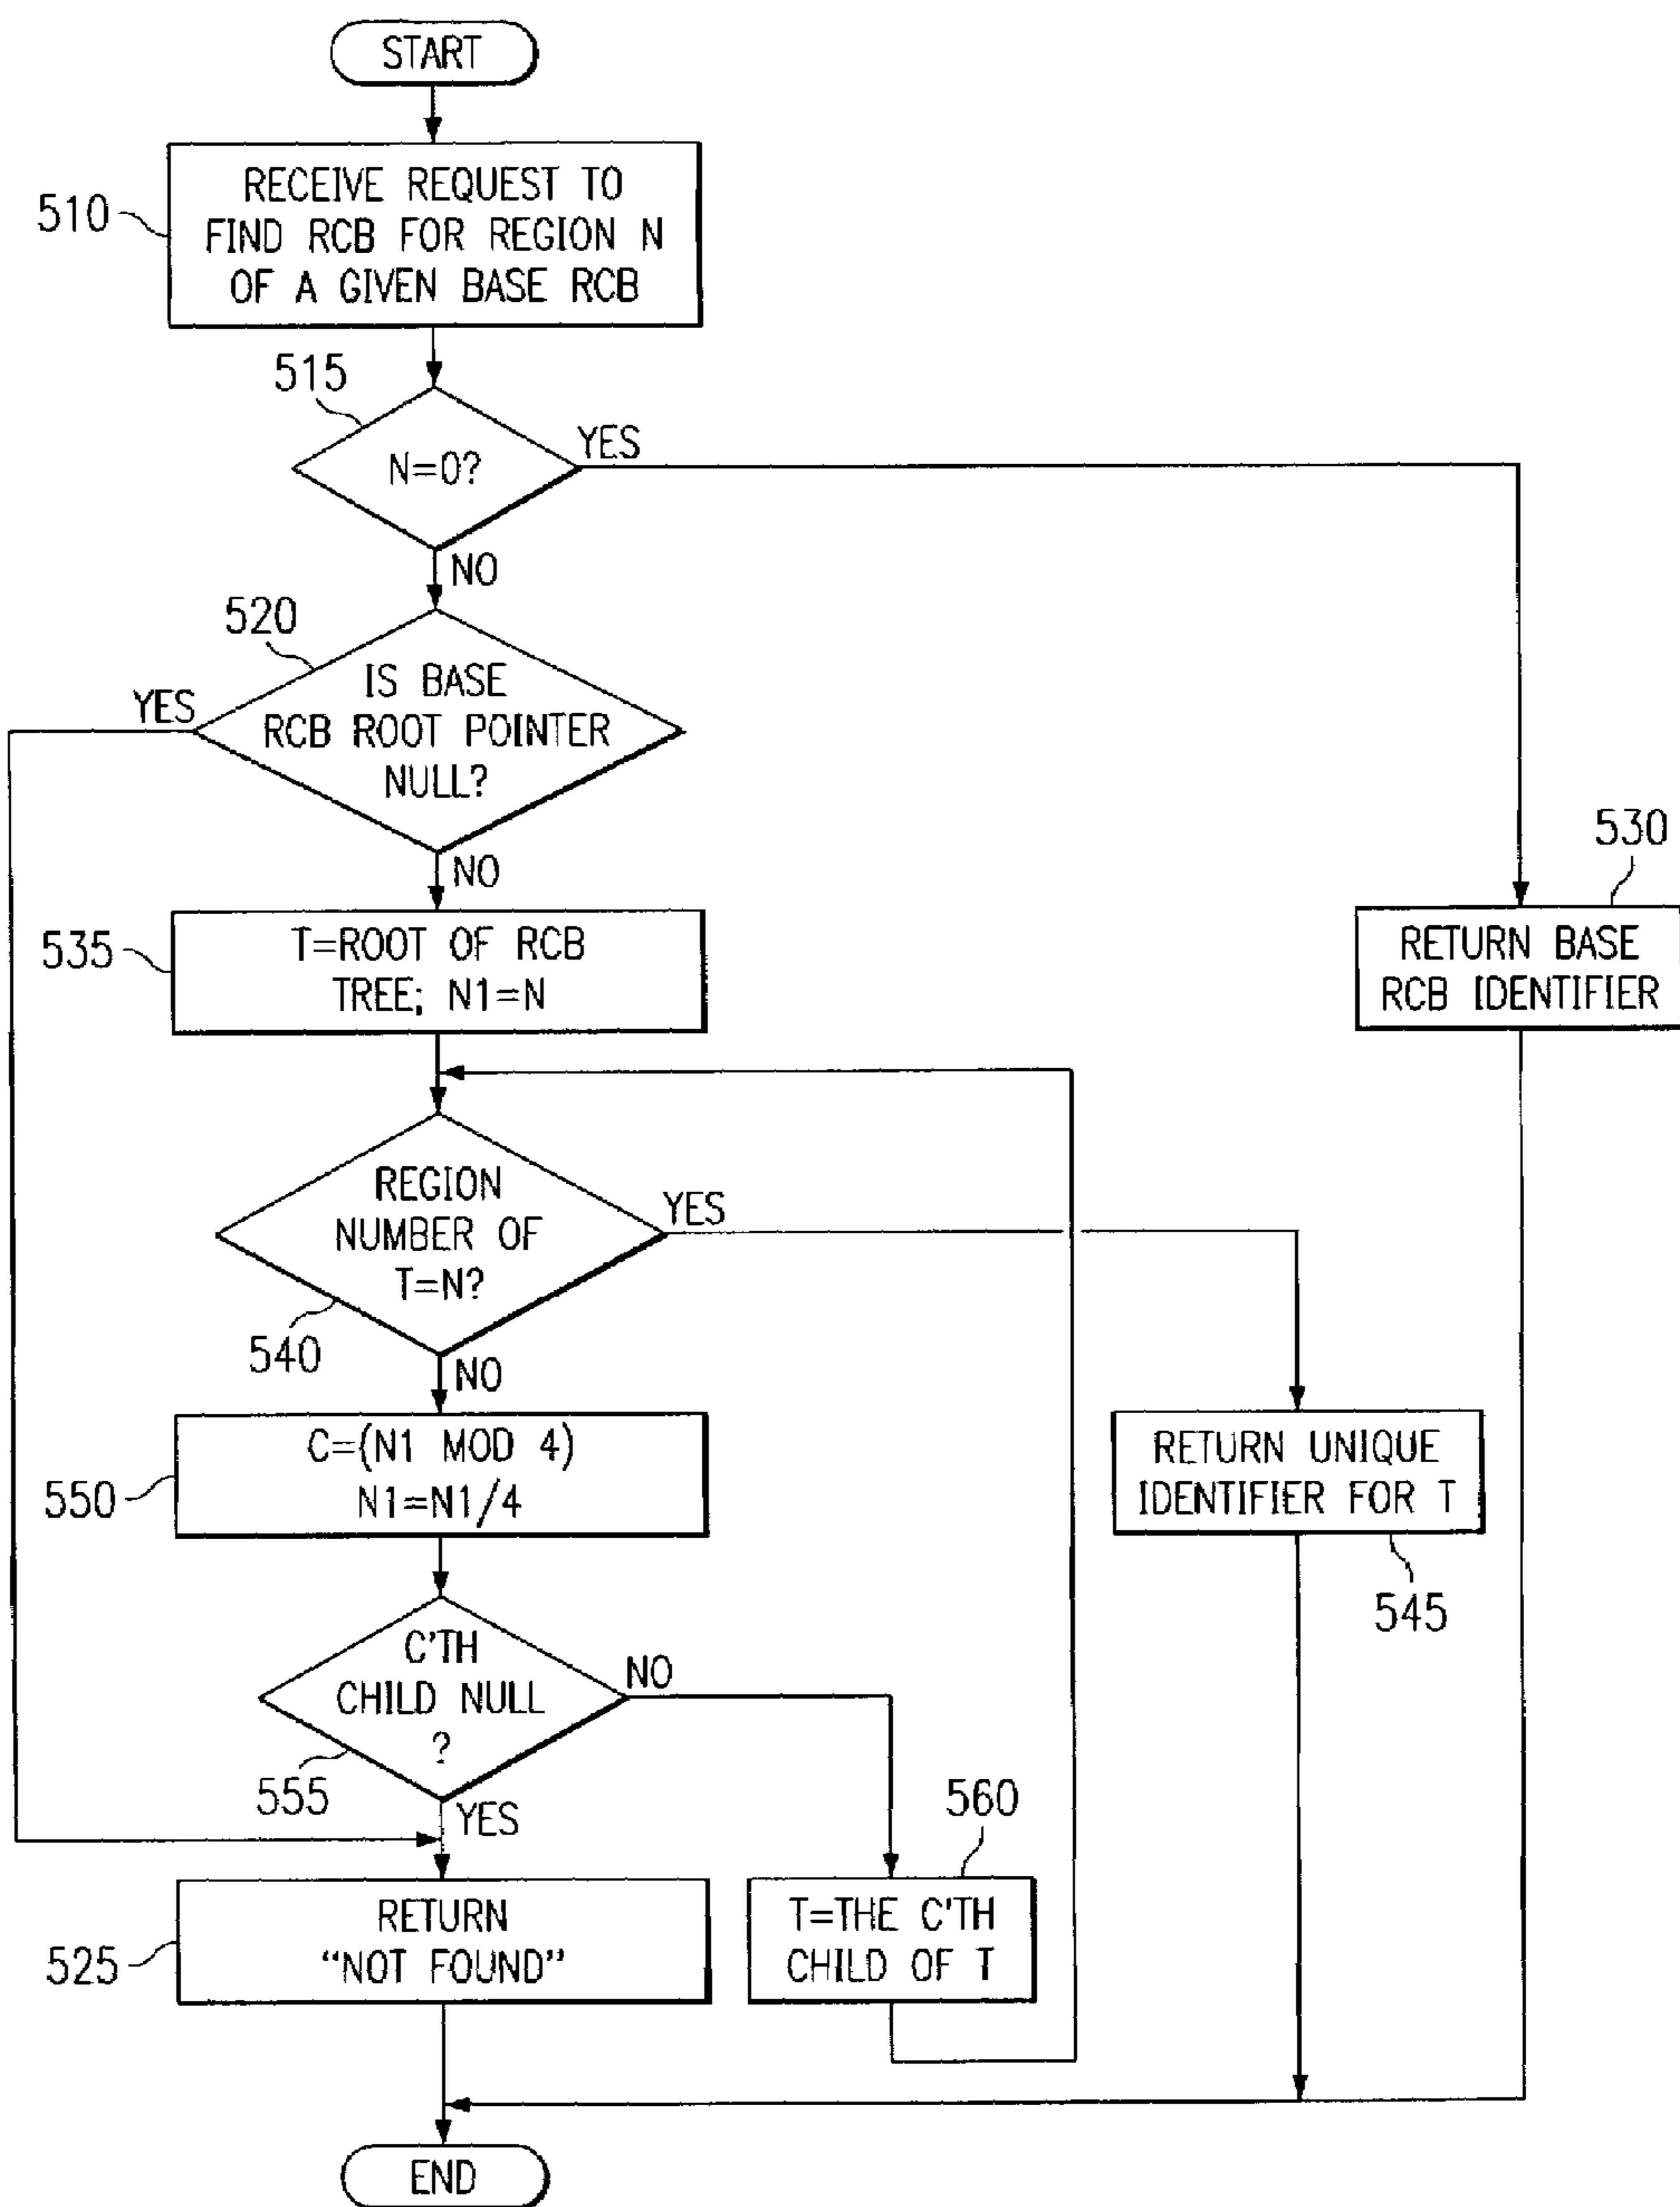 START
510
RECEIVE REQUEST TO
FIND RCB FOR REGION N
OF A GIVEN BASE RCB
515
N=0?
YES
NO
520
IS BASE
RCB ROOT POINTER
NULL?
YES
NO
530
RETURN BASE
RCB IDENTIFIER
535
T=ROOT OF RCB
TREE; N1=N
REGION
NUMBER OF
T=N?
YES
540
NO
550
C=(N1 MOD 4)
N1=N1/4
RETURN UNIQUE
IDENTIFIER FOR T
545
C'TH
CHILD NULL
?
NO
555
YES
560
525
RETURN
“NOT FOUND”
T=THE C'TH
CHILD OF T
END